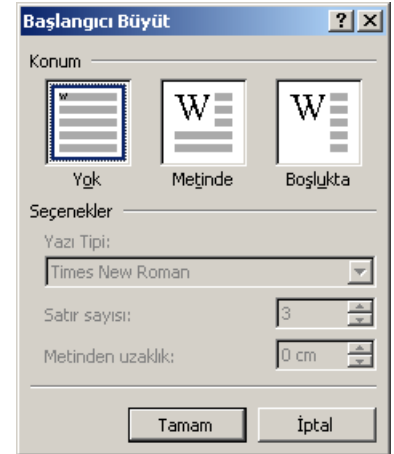 Başlangıcı Büyüt
Konum
W W W
Yok Metinde Boşlukta
Seçenekler
Yazı Tipi:
Times New Roman
Satır sayısı: 3
Metinden uzaklık: 0 cm
Tamam İptal